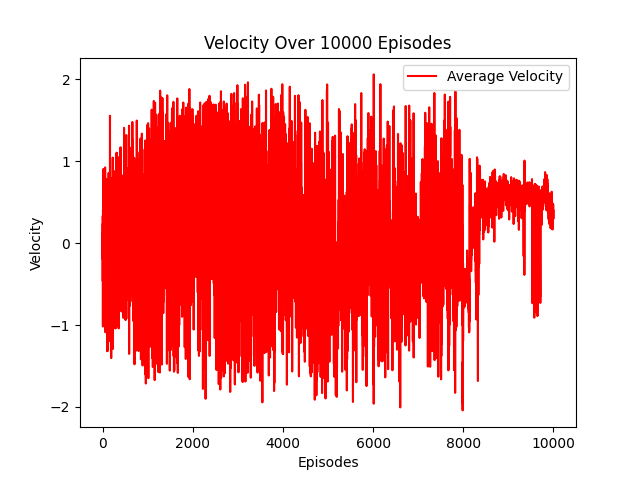 Velocity Over 10000 Episodes
Average Velocity
2
1
0
−1
−2
Velocity
0 2000 4000 6000 8000 10000
Episodes